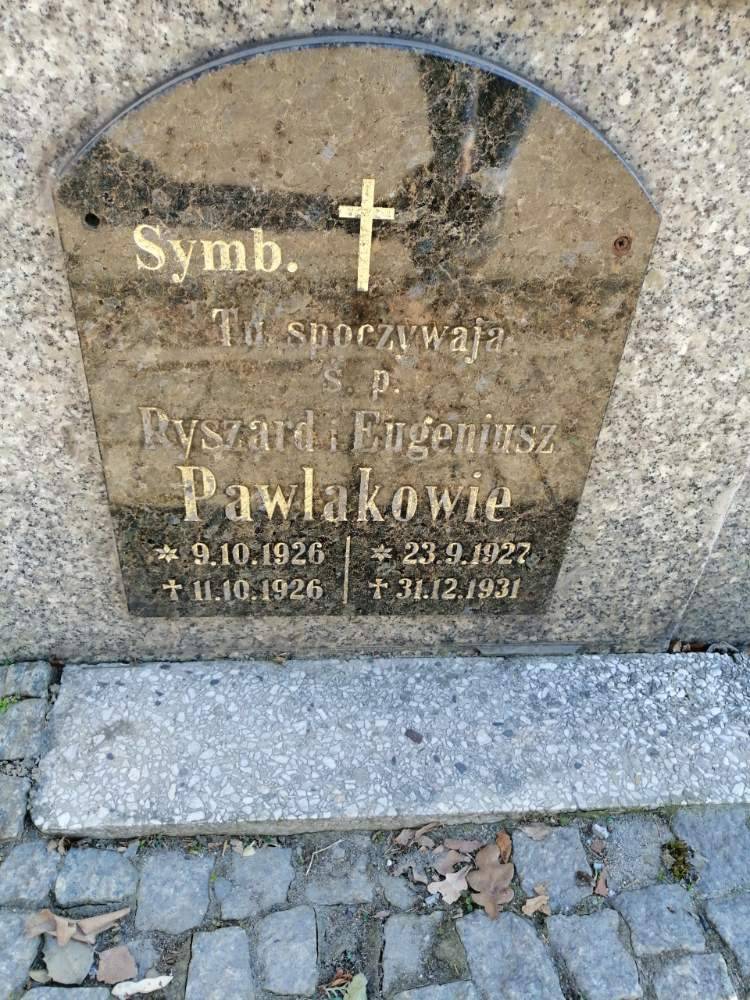 Symb.
Tu spoczywają
Ś. p.
Ryszard i Eugeniusz
Pawlakowie
* 9.10.1926 * 23.9.1927
✝ 11.10.1926 ✝ 31.12.1931